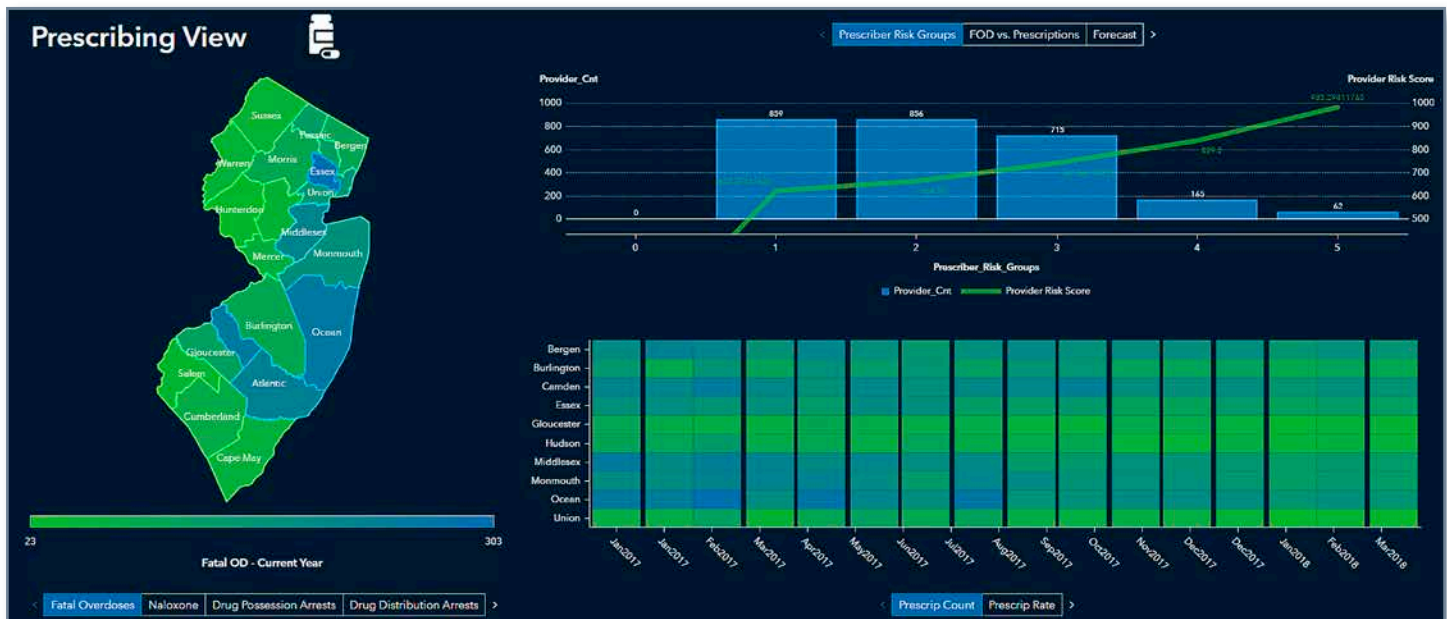 Prescribing View
Prescriber Risk Groups FOD vs. Prescriptions Forecast
Provider_Cnt Provider Risk Score
1000
800
600
400
200
0
1000
900
800
700
600
500
0
859
856
715
165
62
839.5
0 1 2 3 4 5
Prescriber_Risk_Groups
Provider_Cnt Provider Risk Score
Sussex
Passaic
Bergen
Warren
Morris
Essex
Union
Hunterdon
Middlesex
Mercer
Monmouth
Burlington
Ocean
Gloucester
Salem
Atlantic
Cumberland
Cape May
23 303
Fatal OD - Current Year
Fatal Overdoses Naloxone Drug Possession Arrests Drug Distribution Arrests
Bergen
Burlington
Camden
Essex
Gloucester
Hudson
Middlesex
Monmouth
Ocean
Union
Jan2017 Jan2017 Feb2017 Mar2017 Apr2017 May2017 Jun2017 Jul2017 Aug2017 Sep2017 Oct2017 Nov2017 Dec2017 Dec2017 Jan2018 Feb2018 Mar2018
Prescrip Count Prescrip Rate